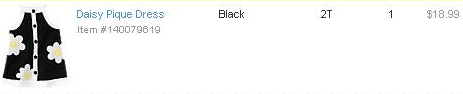 Daisy Pique Dress Black 2T 1 $18.99
Item #140079619